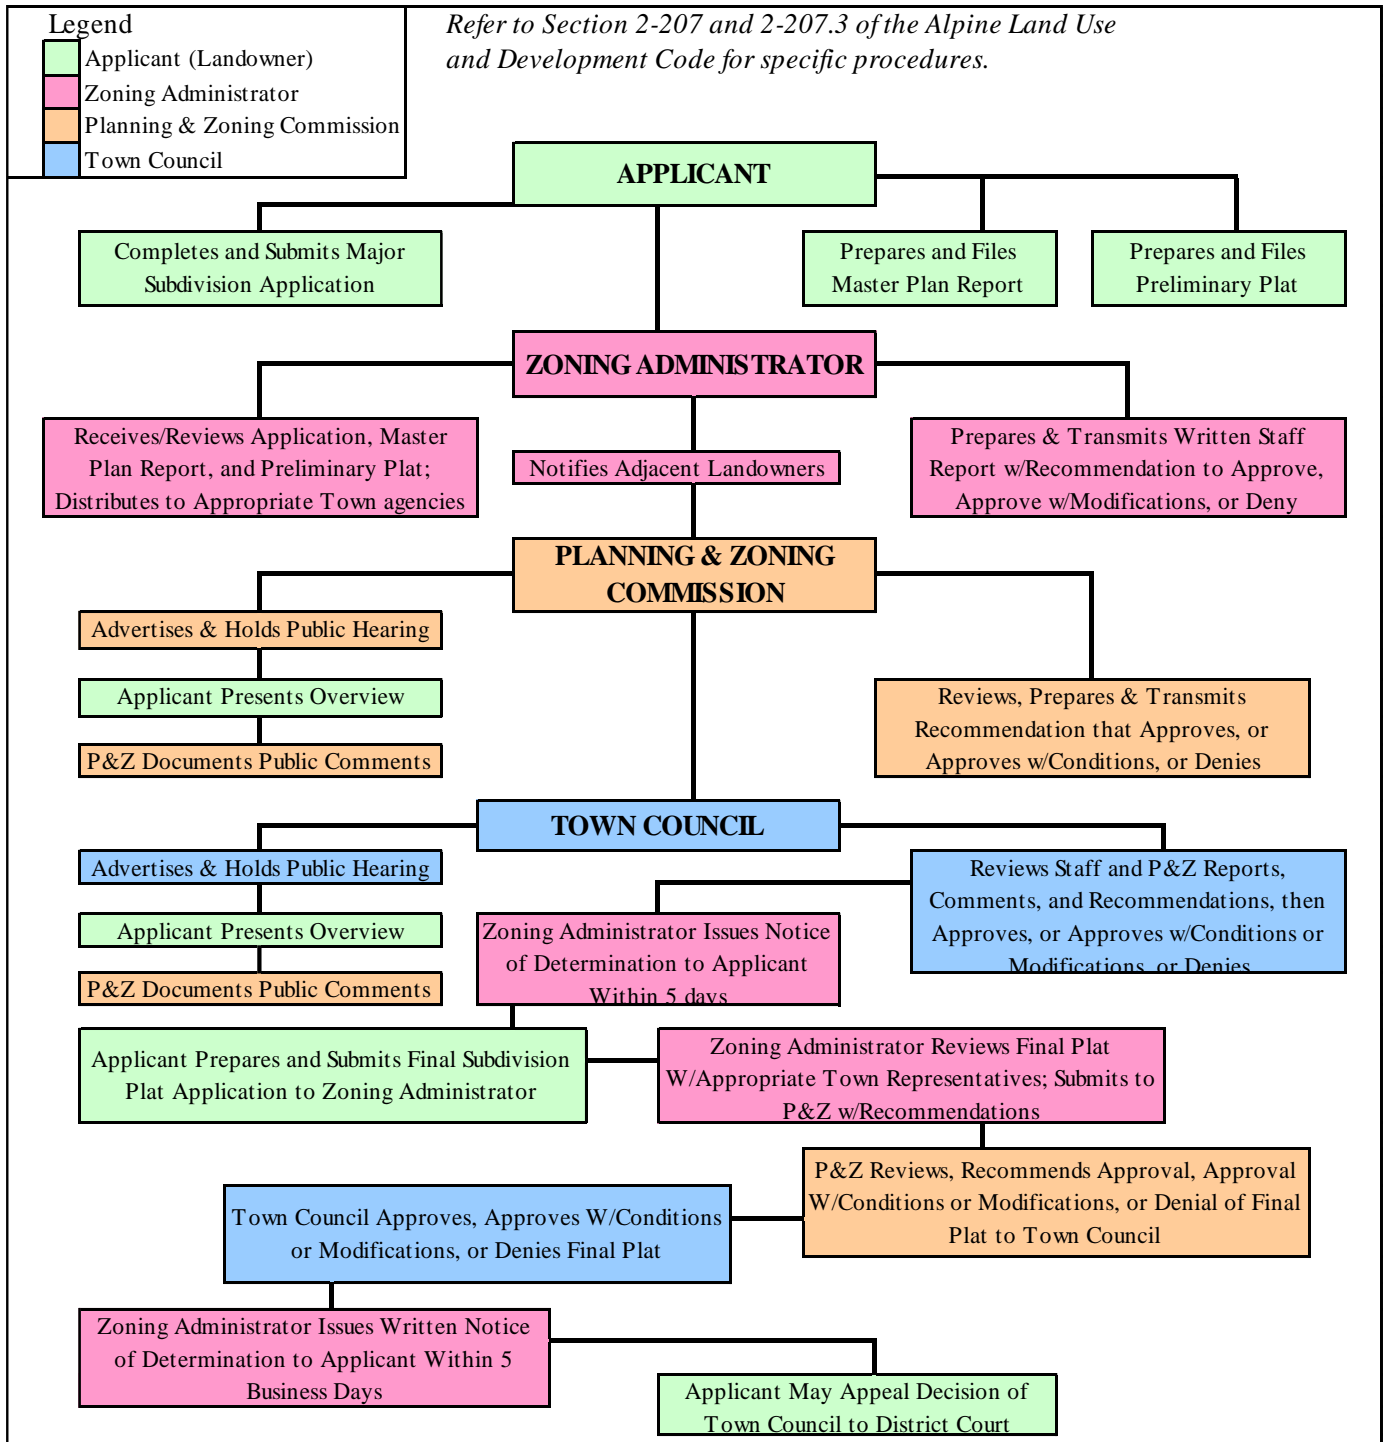 Legend
Applicant (Landowner)
Zoning Administrator
Planning & Zoning Commission
Town Council
Refer to Section 2-207 and 2-207.3 of the Alpine Land Use
and Development Code for specific procedures.
APPLICANT
Completes and Submits Major
Subdivision Application
Prepares and Files
Master Plan Report
Prepares and Files
Preliminary Plat
ZONING ADMINISTRATOR
Receives/Reviews Application, Master
Plan Report, and Preliminary Plat;
Distributes to Appropriate Town agencies
Notifies Adjacent Landowners
Prepares & Transmits Written Staff
Report w/Recommendation to Approve,
Approve w/Modifications, or Deny
PLANNING & ZONING
COMMISSION
Advertises & Holds Public Hearing
Applicant Presents Overview
P&Z Documents Public Comments
Reviews, Prepares & Transmits
Recommendation that Approves, or
Approves w/Conditions, or Denies
TOWN COUNCIL
Advertises & Holds Public Hearing
Applicant Presents Overview
P&Z Documents Public Comments
Reviews Staff and P&Z Reports,
Comments, and Recommendations, then
Approves, or Approves w/Conditions or
Modifications, or Denies
Zoning Administrator Issues Notice
of Determination to Applicant
Within 5 days
Applicant Prepares and Submits Final Subdivision
Plat Application to Zoning Administrator
Zoning Administrator Reviews Final Plat
W/Appropriate Town Representatives; Submits to
P&Z w/Recommendations
P&Z Reviews, Recommends Approval, Approval
W/Conditions or Modifications, or Denial of Final
Plat to Town Council
Town Council Approves, Approves W/Conditions
or Modifications, or Denies Final Plat
Zoning Administrator Issues Written Notice
of Determination to Applicant Within 5
Business Days
Applicant May Appeal Decision of
Town Council to District Court